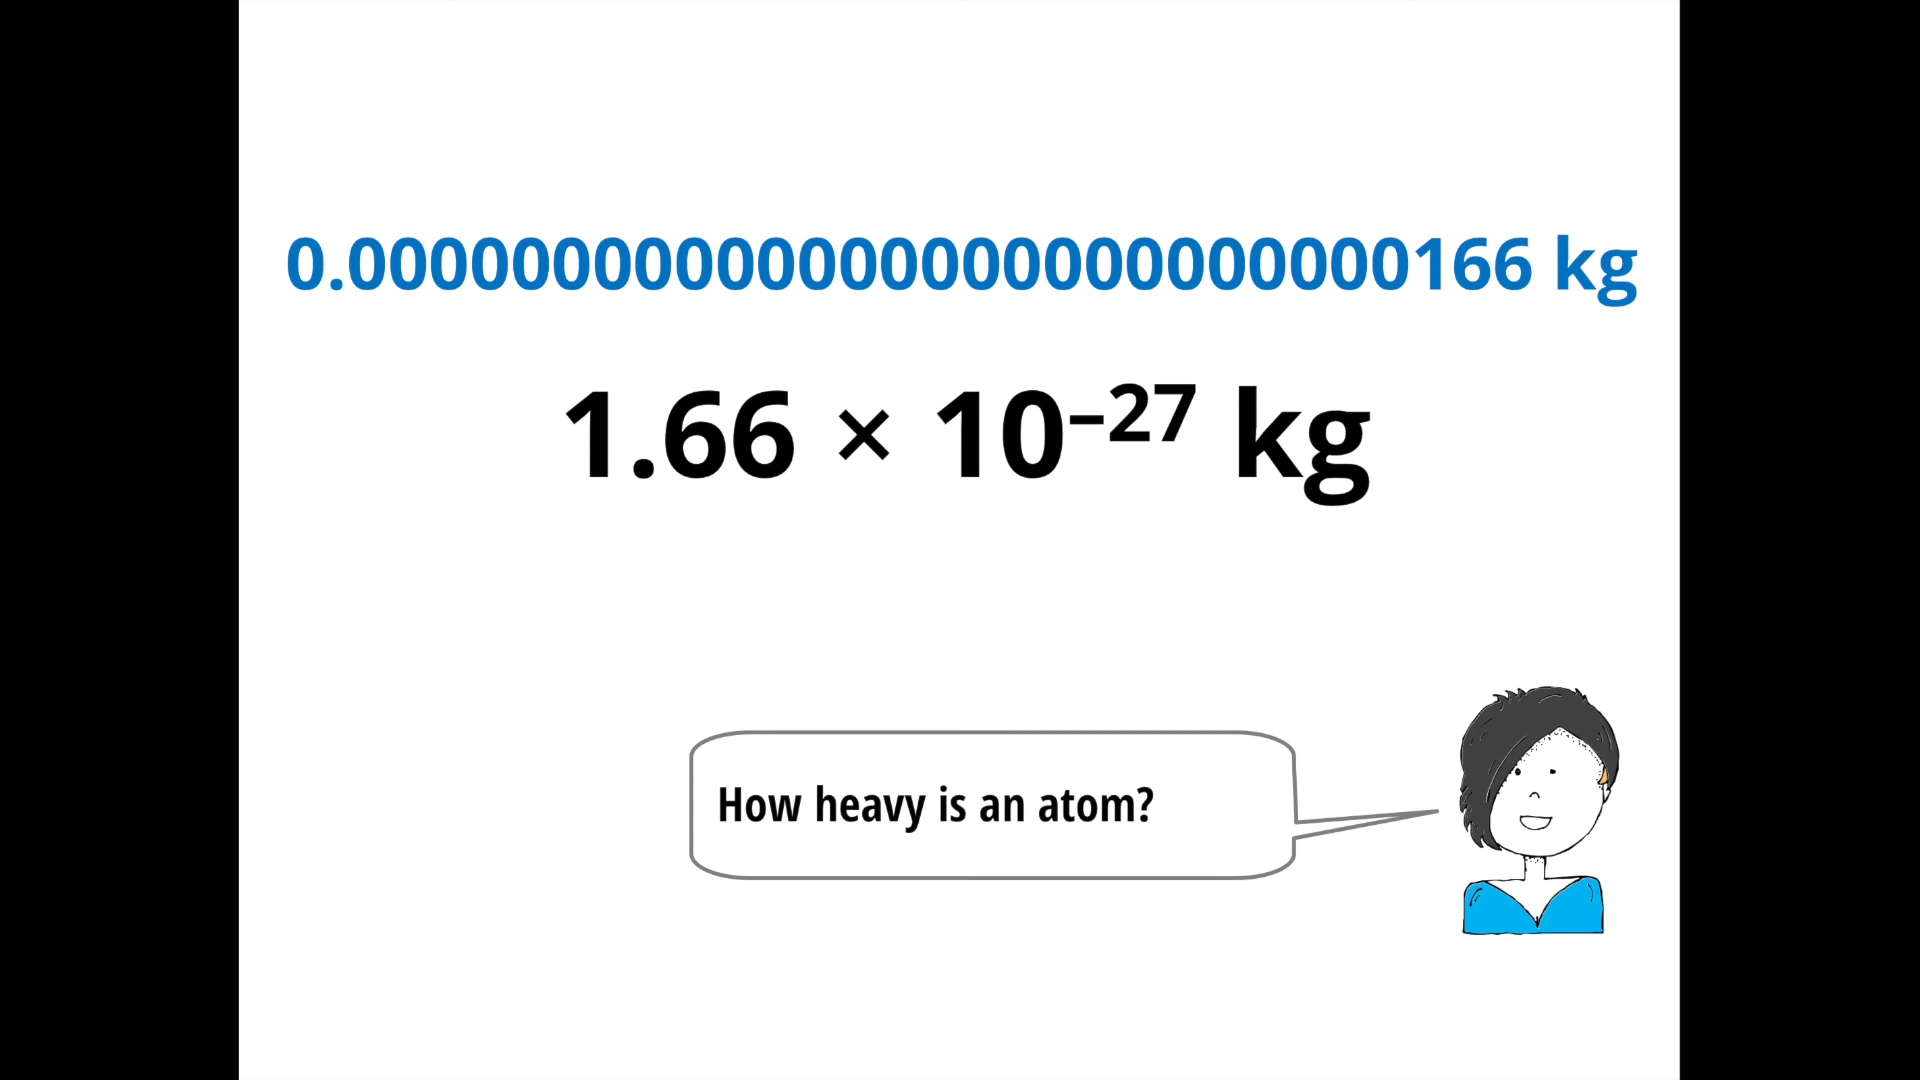 0.00000000000000000000000000166 kg
1.66 × 10⁻²⁷ kg
How heavy is an atom?